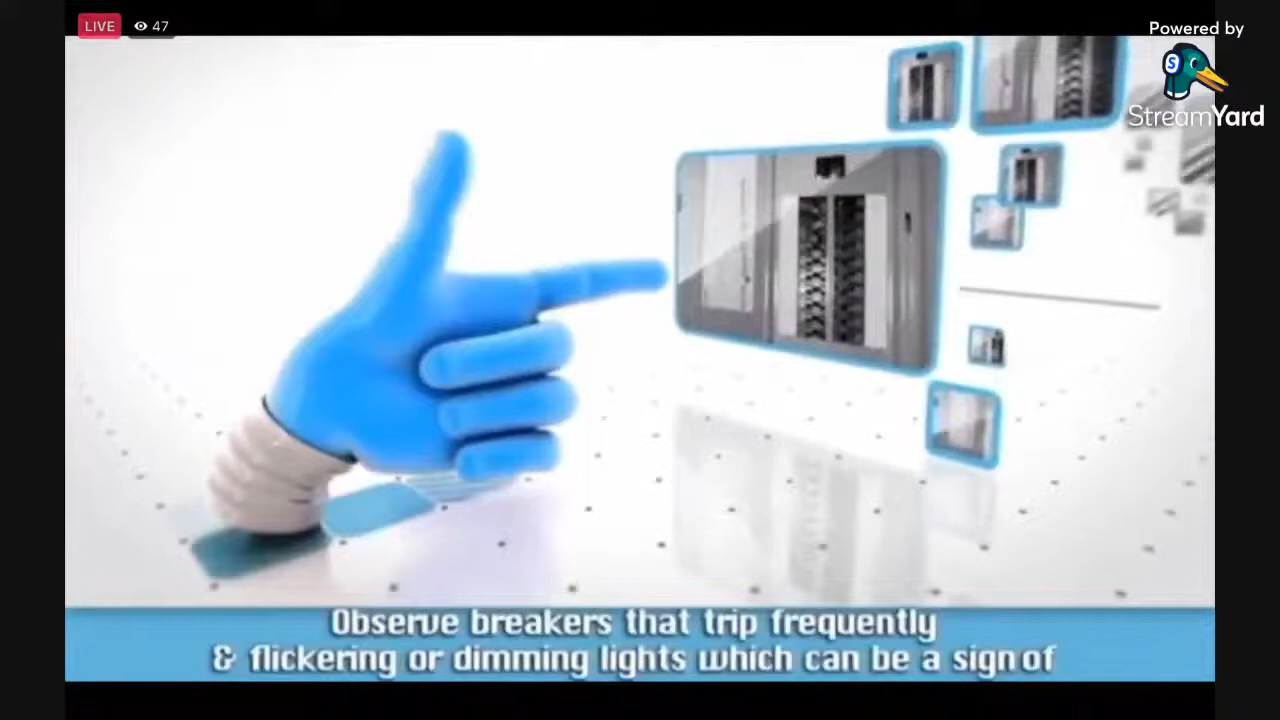 LIVE 47
Powered by
StreamYard
Observe breakers that trip frequently
& flickering or dimming lights which can be a sign of